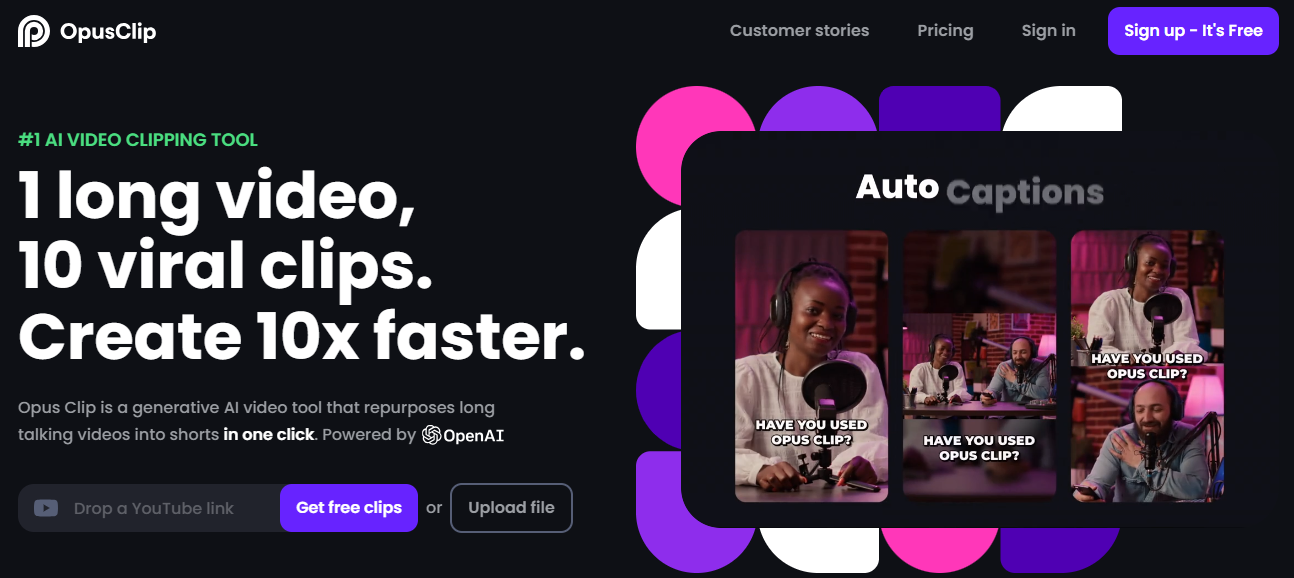 OpusClip
Customer stories
Pricing
Sign in
Sign up - It's Free
#1 AI VIDEO CLIPPING TOOL
1 long video,
10 viral clips.
Create 10x faster.
Opus Clip is a generative AI video tool that repurposes long
talking videos into shorts in one click. Powered by OpenAI
Drop a YouTube link
Get free clips
or
Upload file
Auto Captions
HAVE YOU USED
OPUS CLIP?
HAVE YOU USED
OPUS CLIP?
HAVE YOU USED
OPUS CLIP?